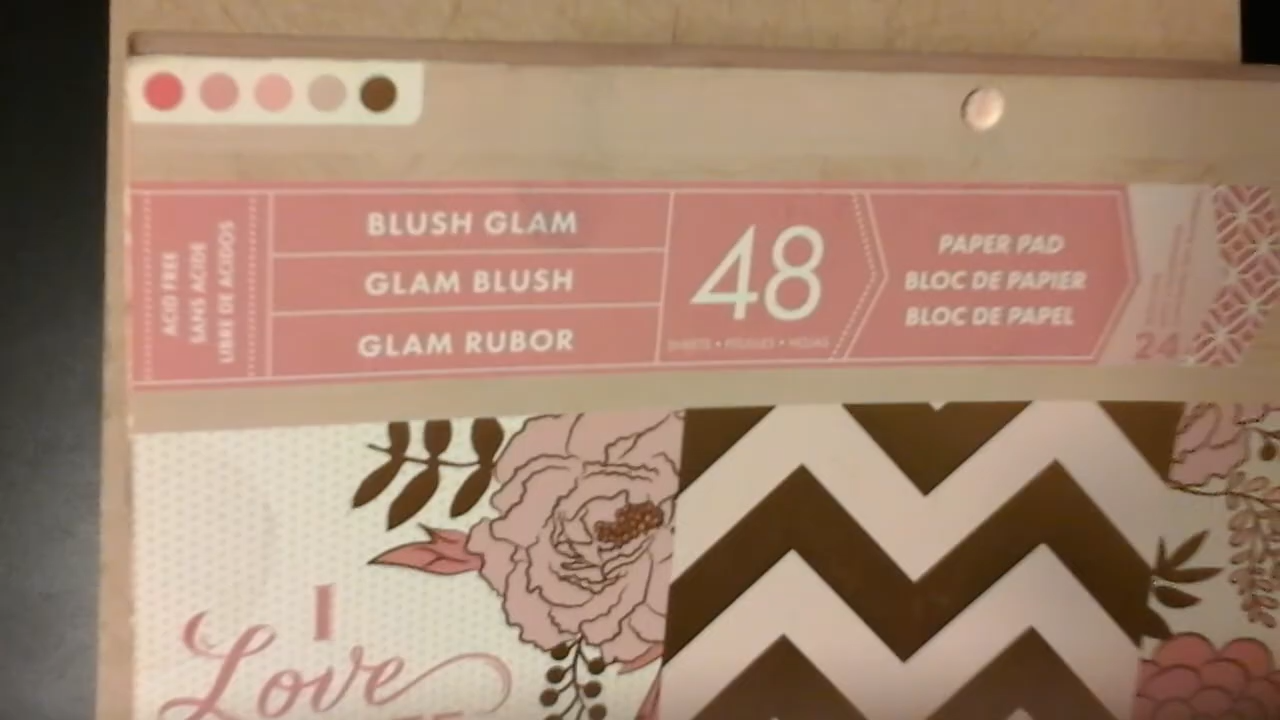 ACID FREE
SANS ACIDE
LIBRE DE ACIDOS
BLUSH GLAM
GLAM BLUSH
GLAM RUBOR
48
SHEETS • FEUILLES • HOJAS
PAPER PAD
BLOC DE PAPIER
BLOC DE PAPEL
24
I
Love